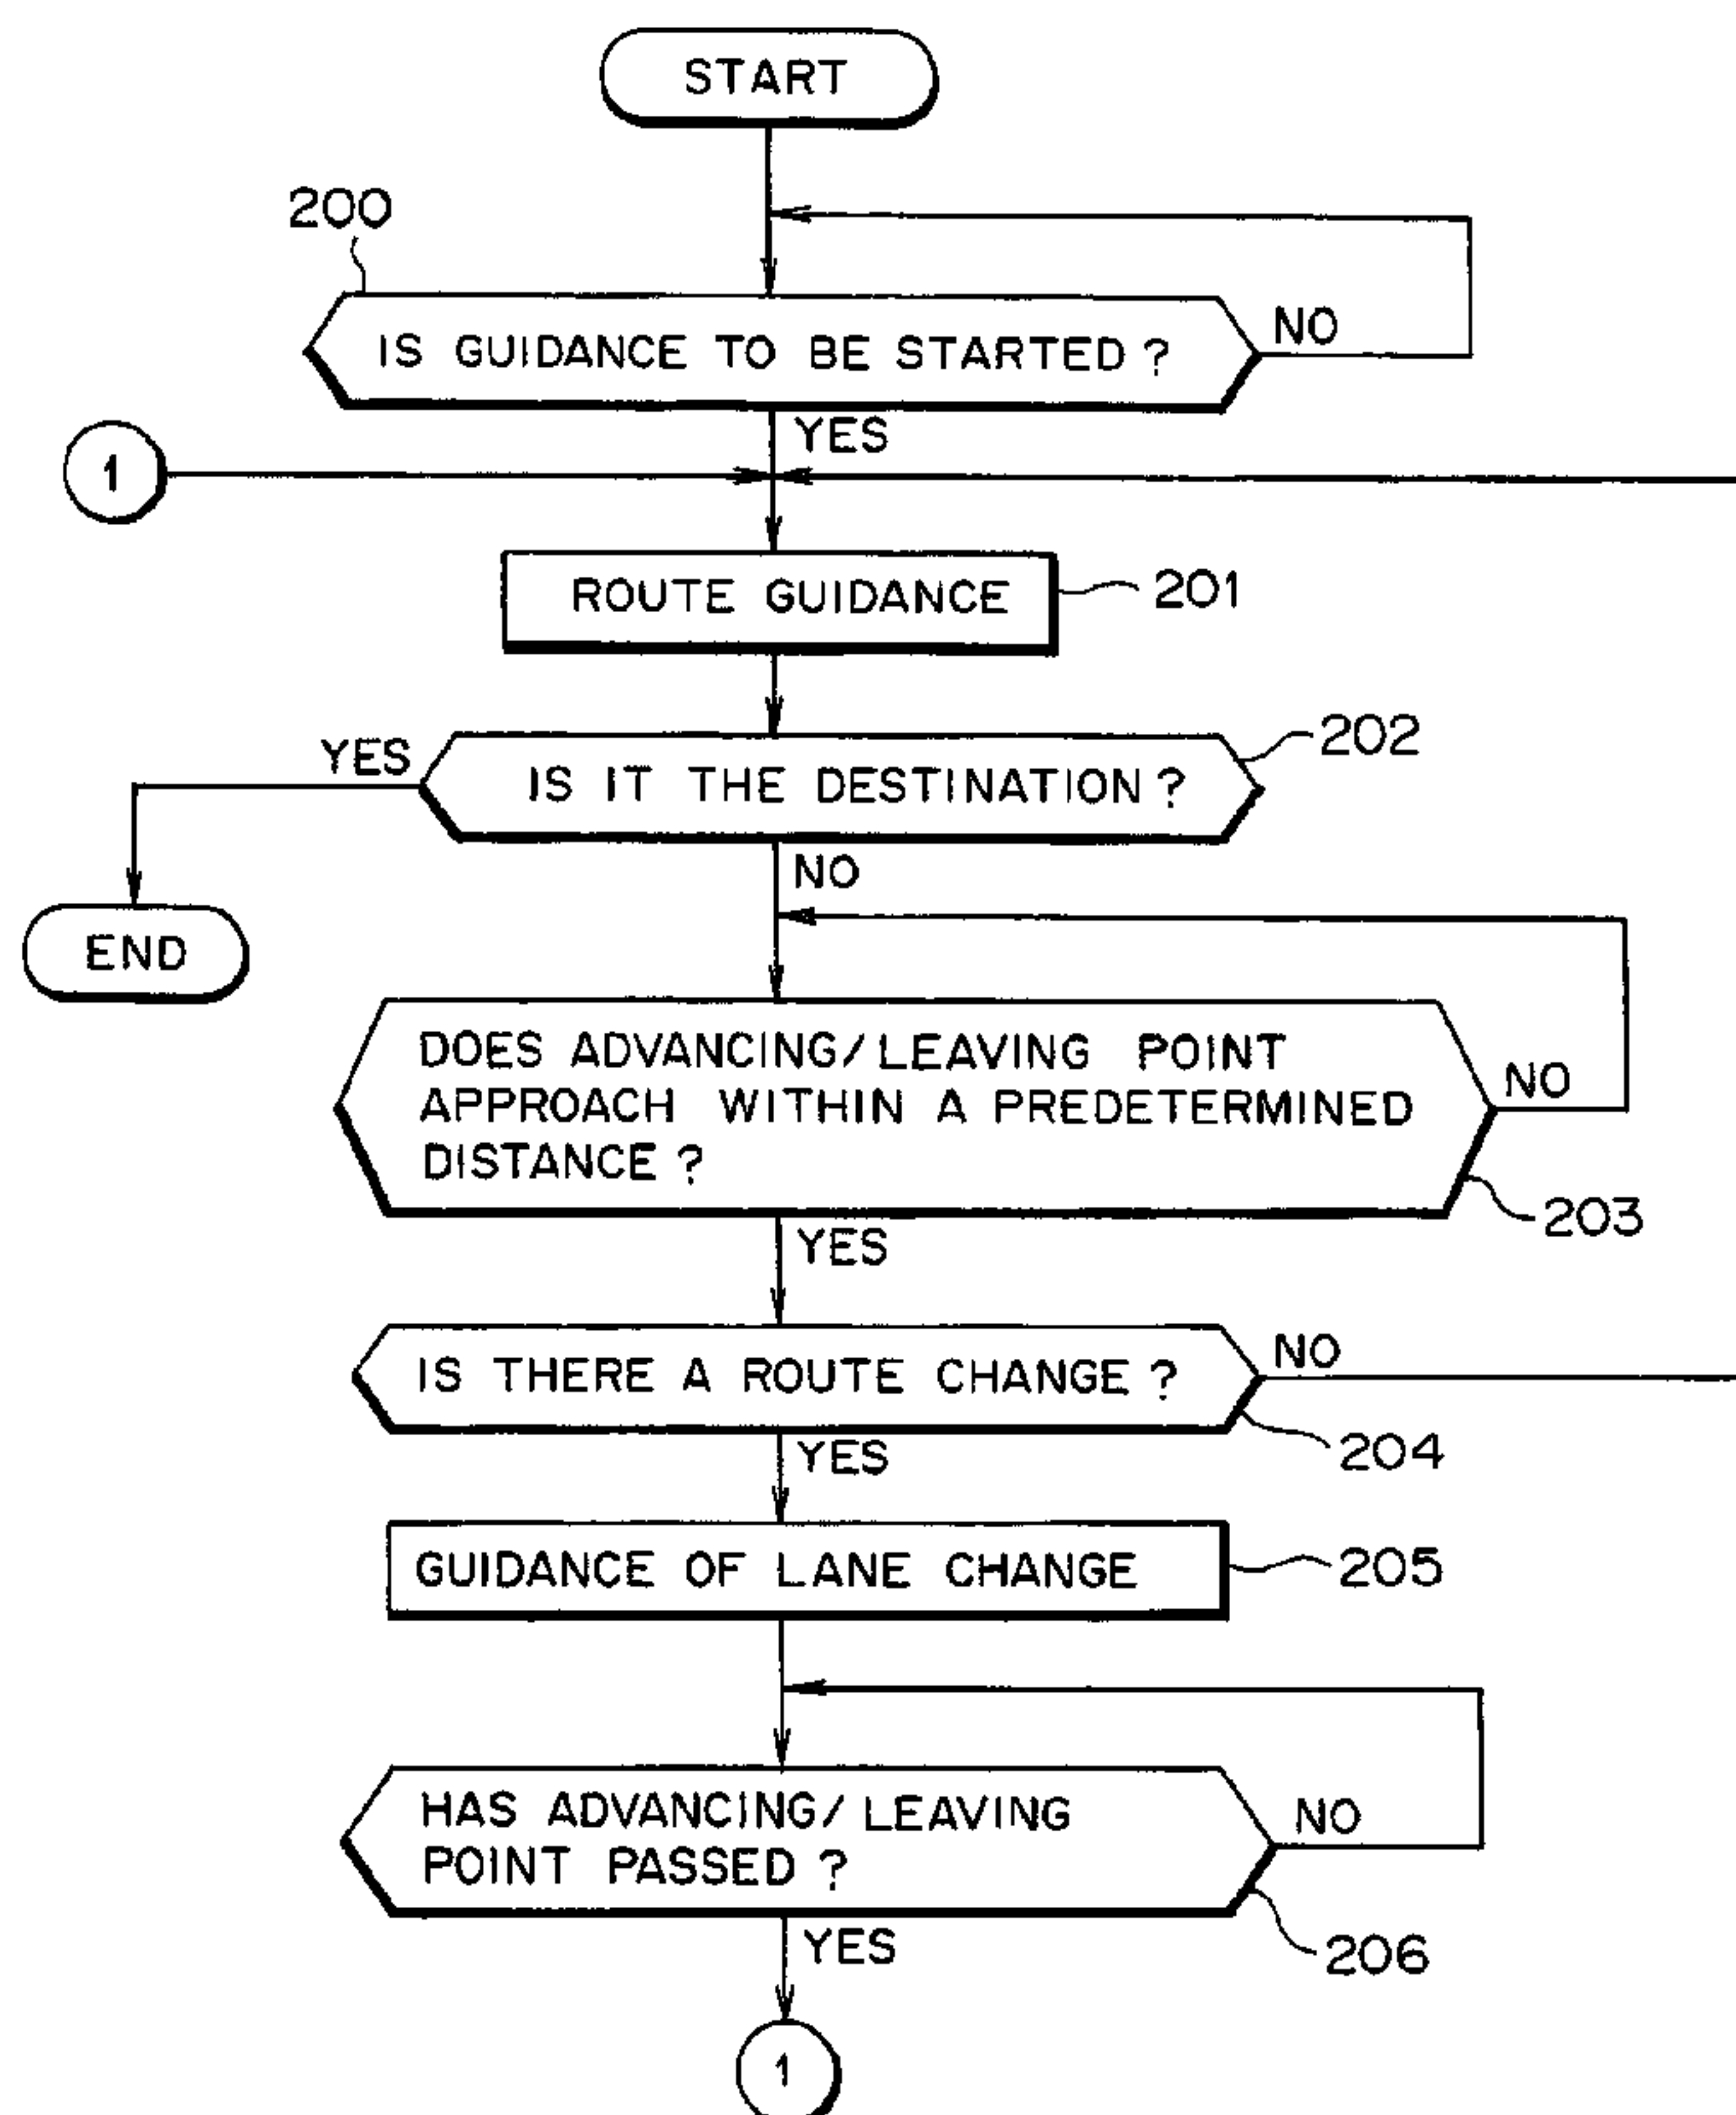 START
200
IS GUIDANCE TO BE STARTED ?
NO
YES
1
ROUTE GUIDANCE
201
YES
202
IS IT THE DESTINATION ?
NO
END
DOES ADVANCING/LEAVING POINT
APPROACH WITHIN A PREDETERMINED
DISTANCE ?
NO
203
YES
IS THERE A ROUTE CHANGE ?
NO
204
YES
GUIDANCE OF LANE CHANGE
205
HAS ADVANCING/LEAVING
POINT PASSED ?
NO
206
YES
1